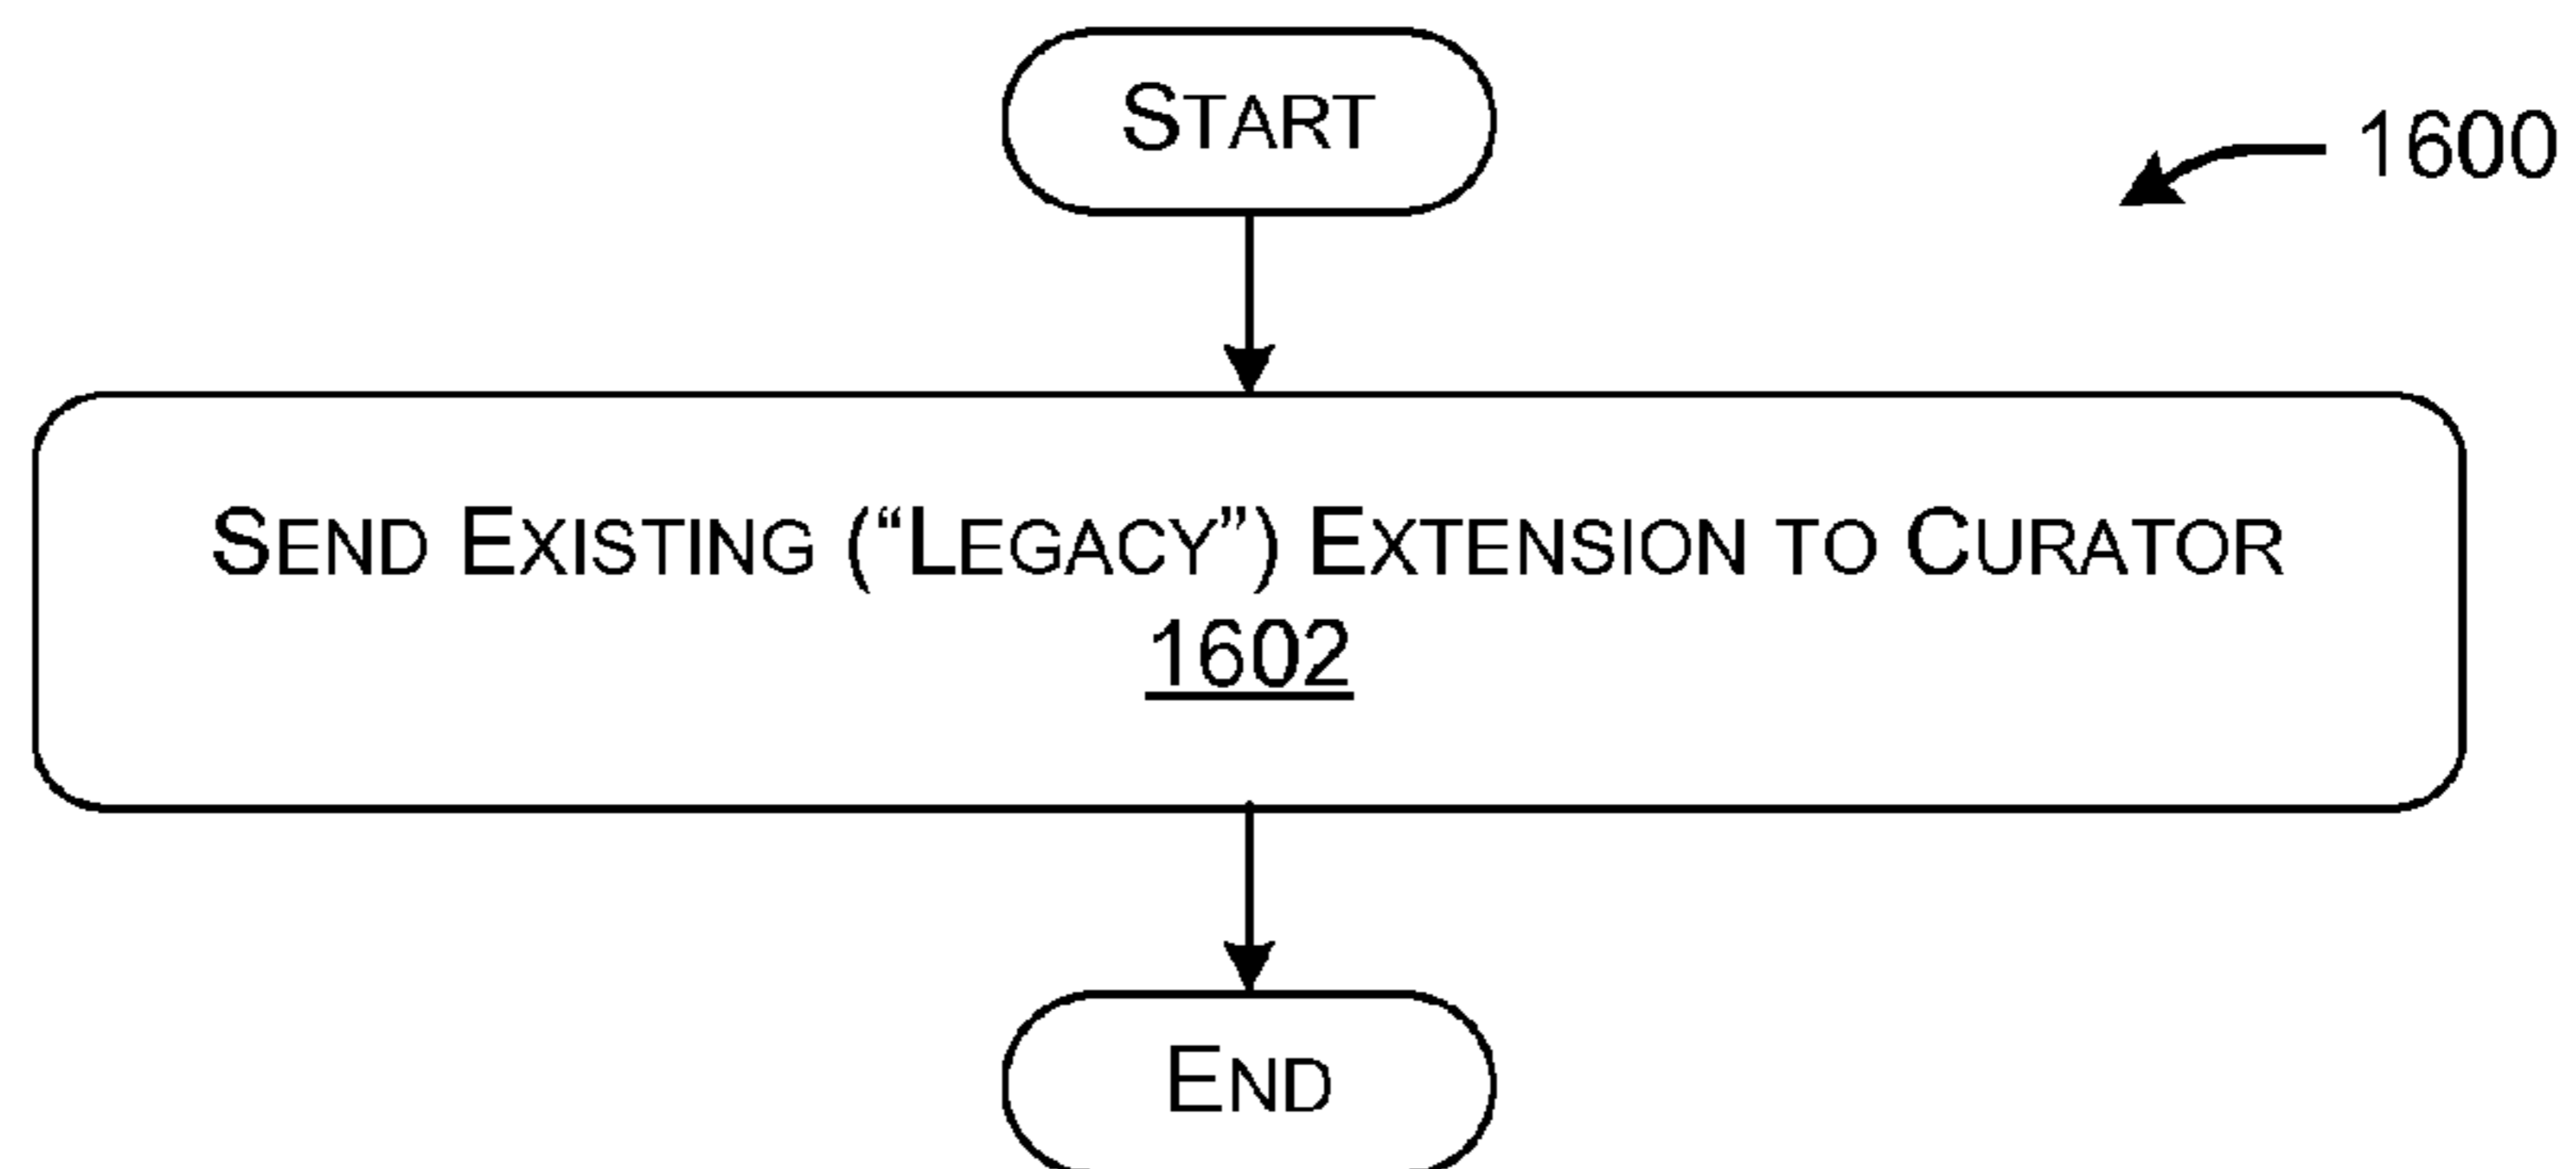 START
1600
SEND EXISTING (“LEGACY”) EXTENSION TO CURATOR
1602
END